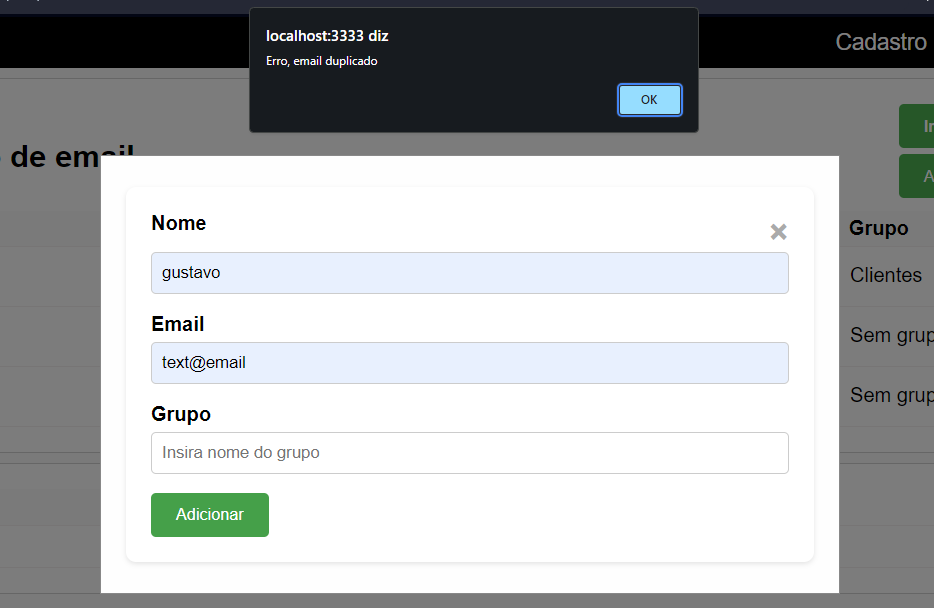 localhost:3333 diz
Erro, email duplicado
OK
Cadastro
de email
Nome
gustavo
Email
text@email
Grupo
Insira nome do grupo
Adicionar
Grupo
Clientes
Sem grup
Sem grup